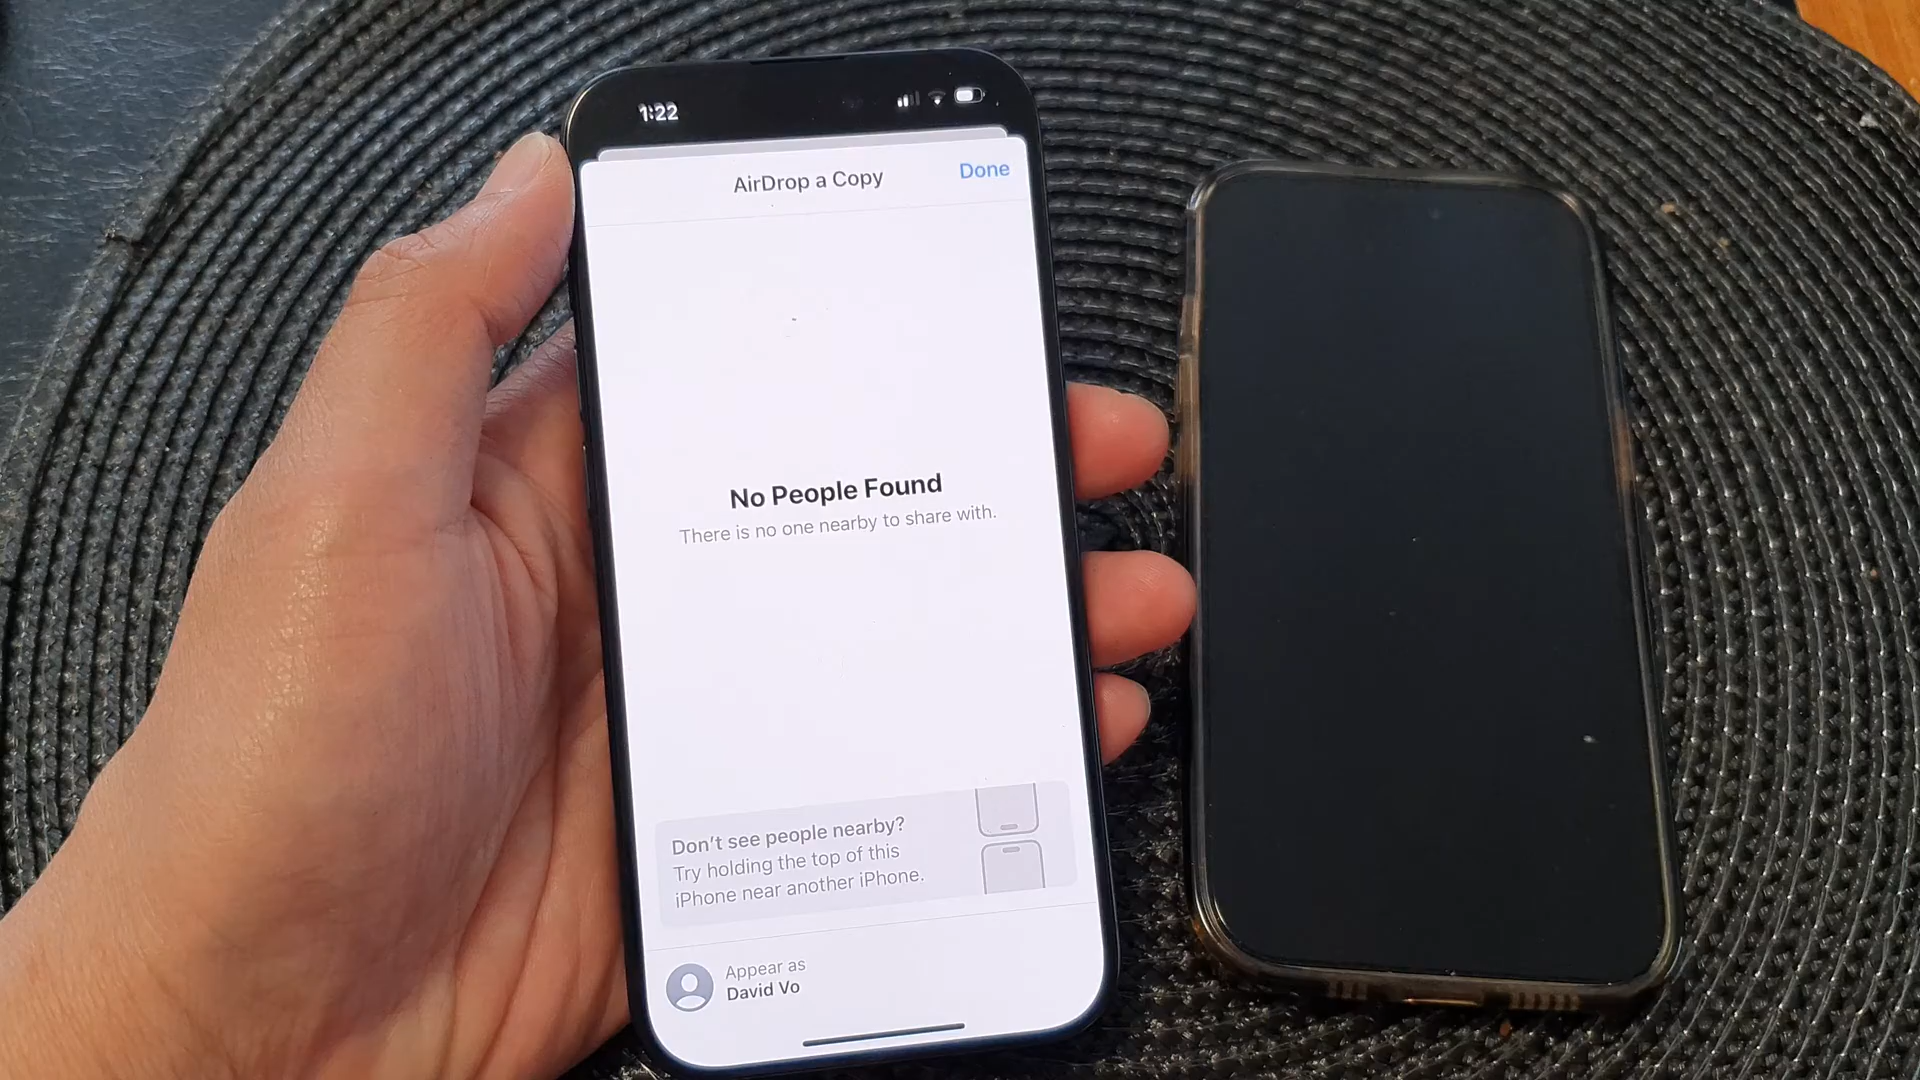 1:22
AirDrop a Copy
Done
No People Found
There is no one nearby to share with.
Don't see people nearby?
Try holding the top of this
iPhone near another iPhone.
Appear as
David Vo